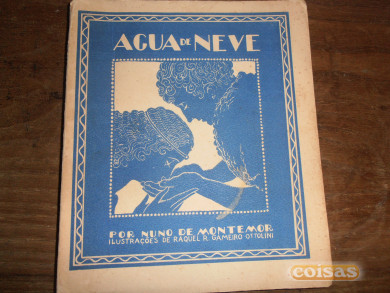 AGUA DE NEVE
POR NUNO DE MONTEMOR
ILUSTRAÇÕES DE RAQUEL R. GAMEIRO OTTOLINI
coisas